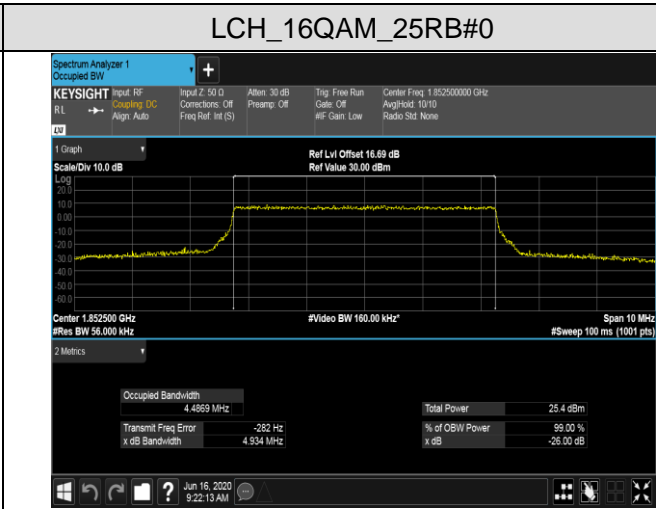 LCH_16QAM_25RB#0
Spectrum Analyzer 1
Occupied BW
+
KEYSIGHT Input: RF Input Z: 50 Ω Atten: 30 dB Trig: Free Run Center Freq: 1.852500000 GHz
RL Coupling: DC Corrections: Off Preamp: Off Gate: Off Avg|Hold: 10/10
Align: Auto Freq Ref: Int (S) #IF Gain: Low Radio Std: None
LXI
1 Graph
Ref Lvl Offset 16.69 dB
Scale/Div 10.0 dB Ref Value 30.00 dBm
Log
20.0
10.0
0.00
-10.0
-20.0
-30.0
-40.0
-50.0
-60.0
Center 1.852500 GHz #Video BW 160.00 kHz* Span 10 MHz
#Res BW 56.000 kHz #Sweep 100 ms (1001 pts)
2 Metrics
Occupied Bandwidth
4.4869 MHz Total Power 25.4 dBm
Transmit Freq Error -282 Hz % of OBW Power 99.00 %
x dB Bandwidth 4.934 MHz x dB -26.00 dB
? Jun 16, 2020
9:22:13 AM